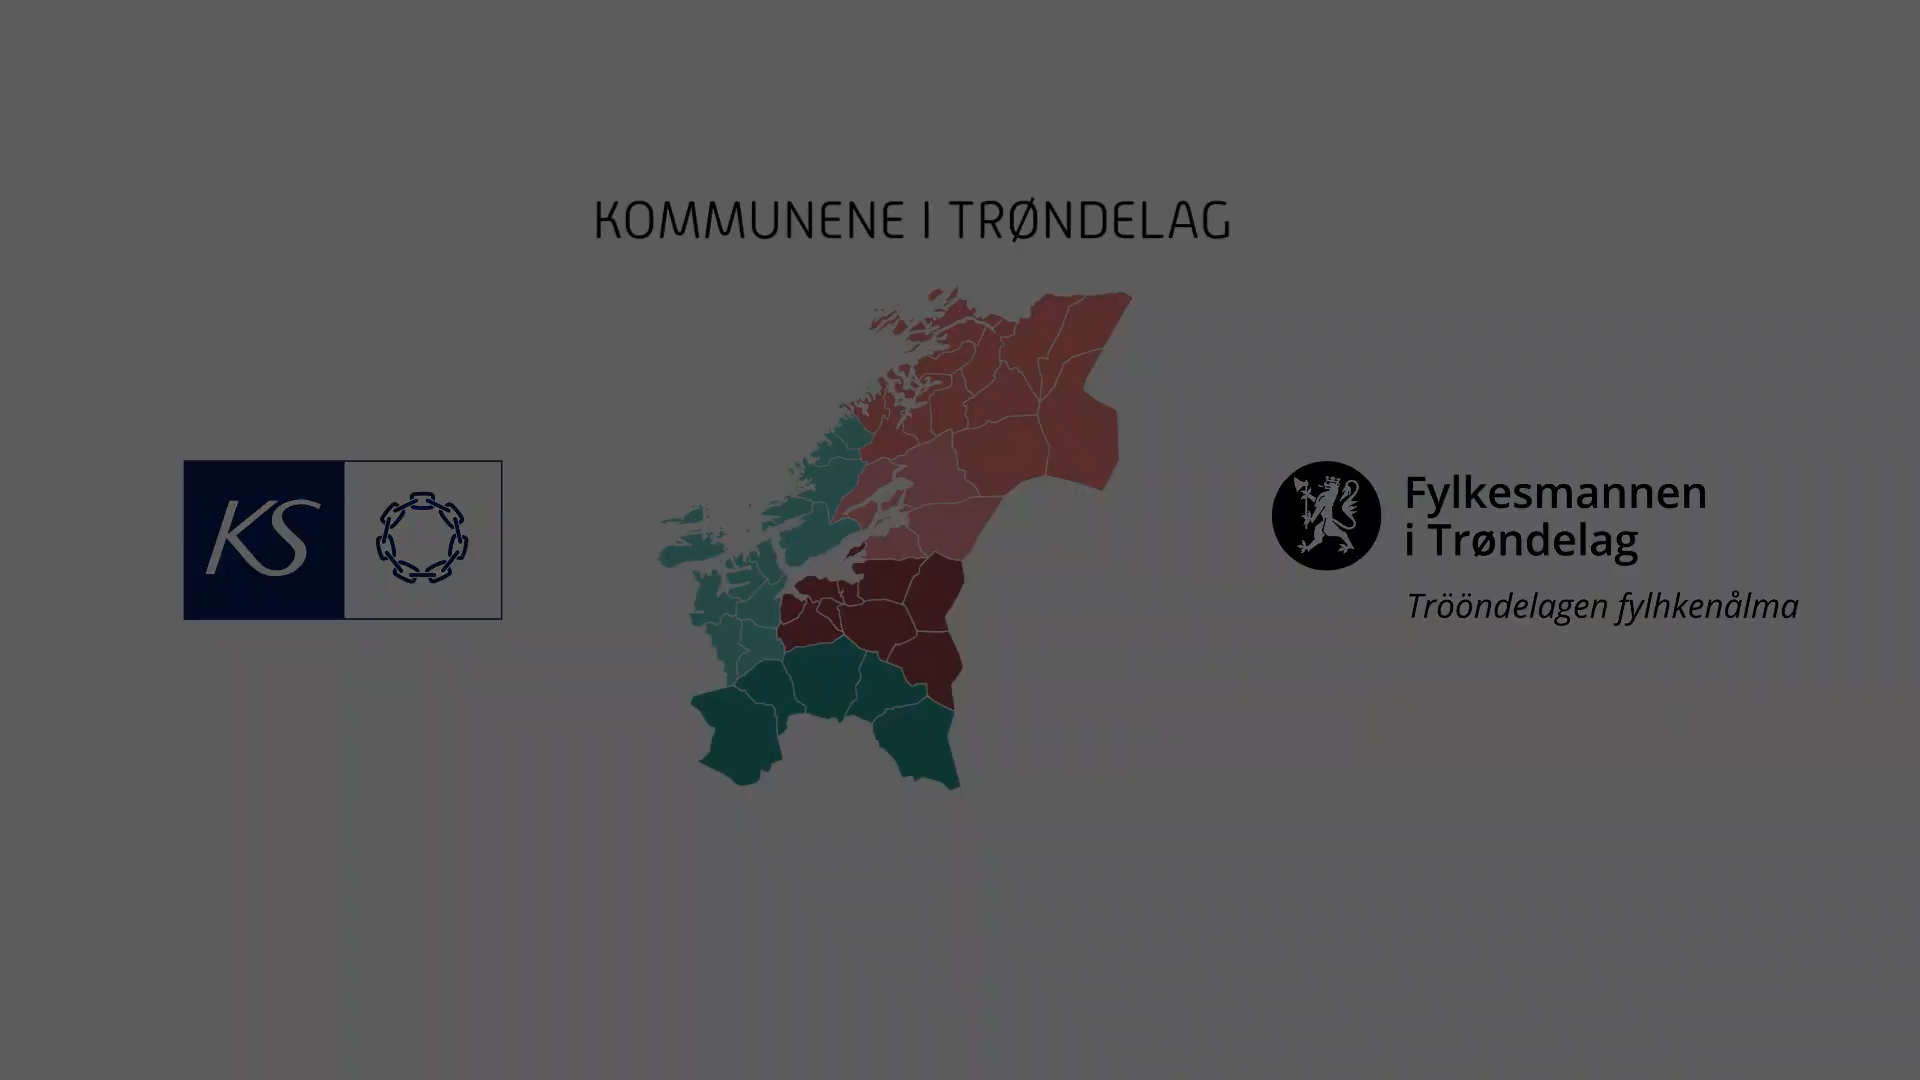 KOMMUNENE I TRØNDELAG
KS
Fylkesmannen
i Trøndelag
Trööndelagen fylhkenålma